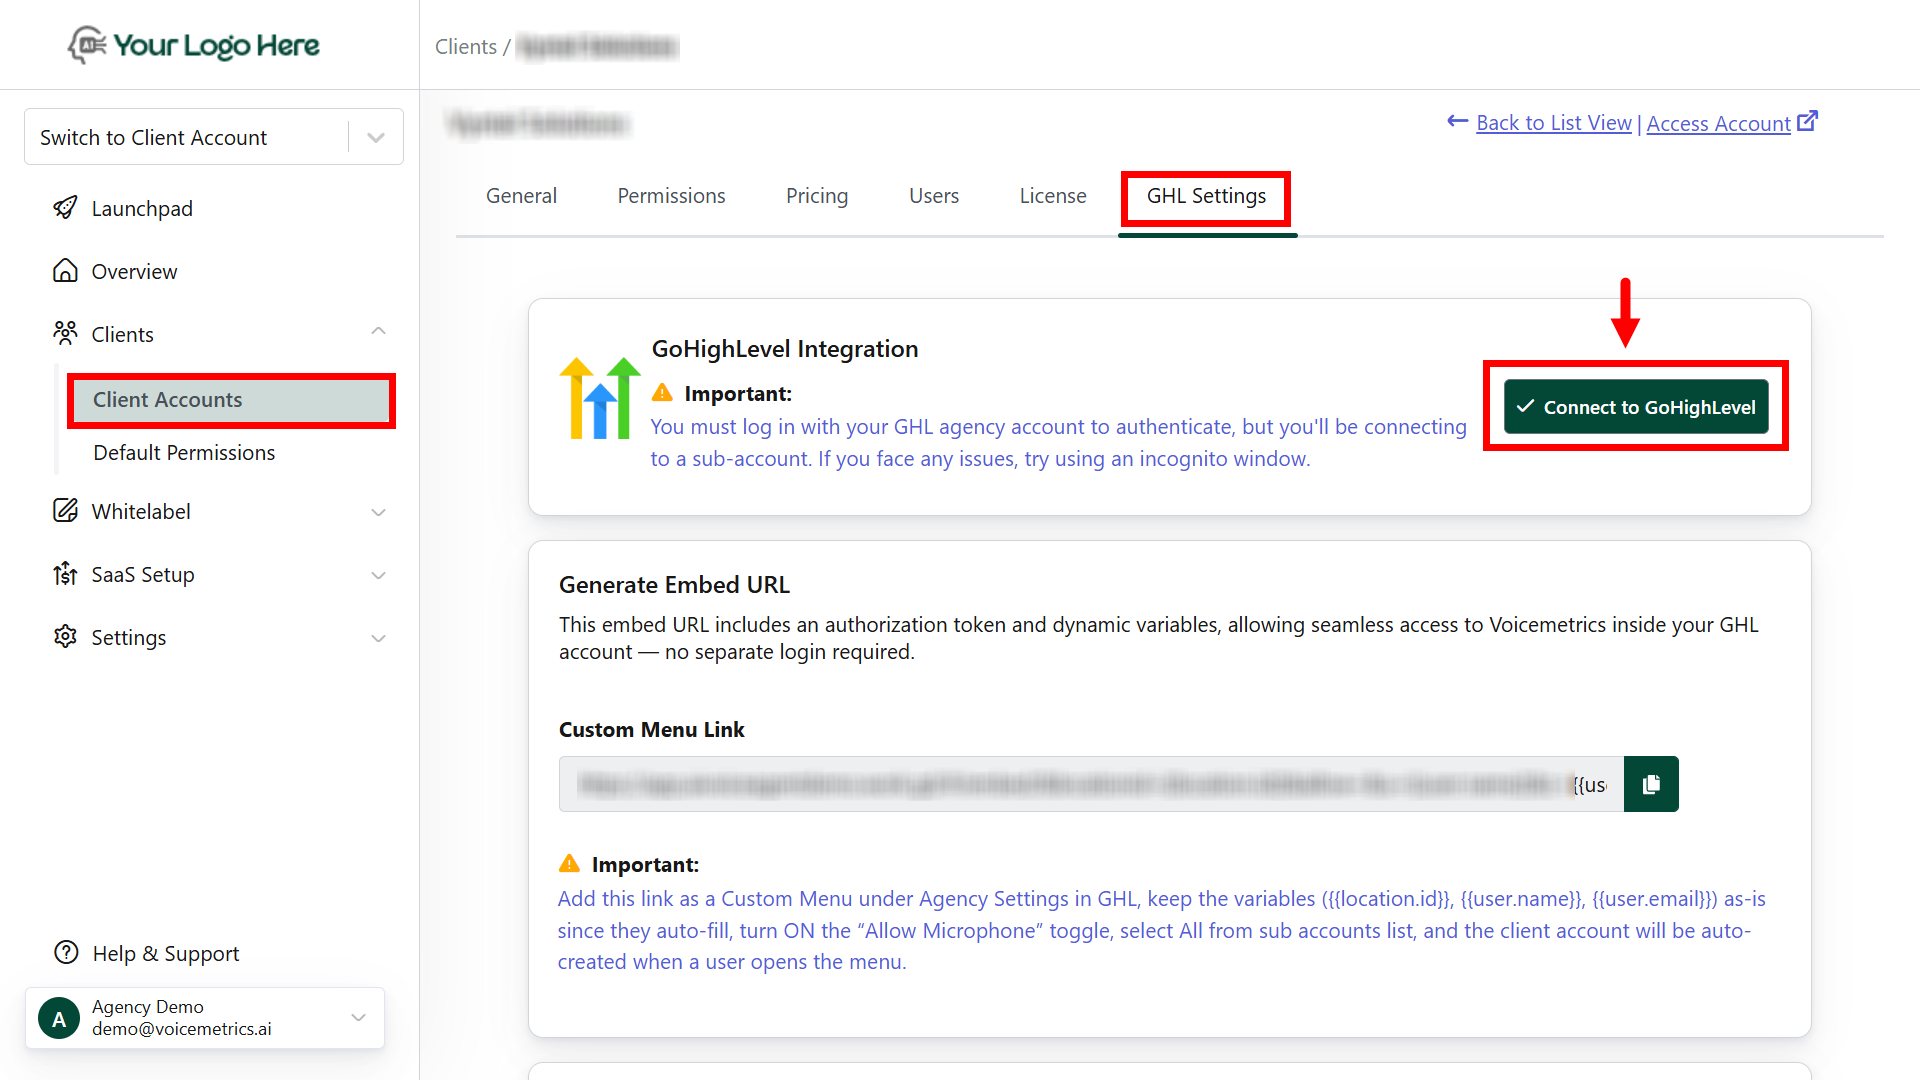 AI Your Logo Here
Clients /
Switch to Client Account
Back to List View | Access Account
General Permissions Pricing Users License GHL Settings
Launchpad
Overview
Clients
Client Accounts
Default Permissions
Whitelabel
SaaS Setup
Settings
GoHighLevel Integration
Important:
You must log in with your GHL agency account to authenticate, but you'll be connecting
to a sub-account. If you face any issues, try using an incognito window.
Connect to GoHighLevel
Generate Embed URL
This embed URL includes an authorization token and dynamic variables, allowing seamless access to Voicemetrics inside your GHL
account — no separate login required.
Custom Menu Link
{{use
Important:
Add this link as a Custom Menu under Agency Settings in GHL, keep the variables ({{location.id}}, {{user.name}}, {{user.email}}) as-is
since they auto-fill, turn ON the “Allow Microphone” toggle, select All from sub accounts list, and the client account will be auto-
created when a user opens the menu.
Help & Support
A
Agency Demo
demo@voicemetrics.ai